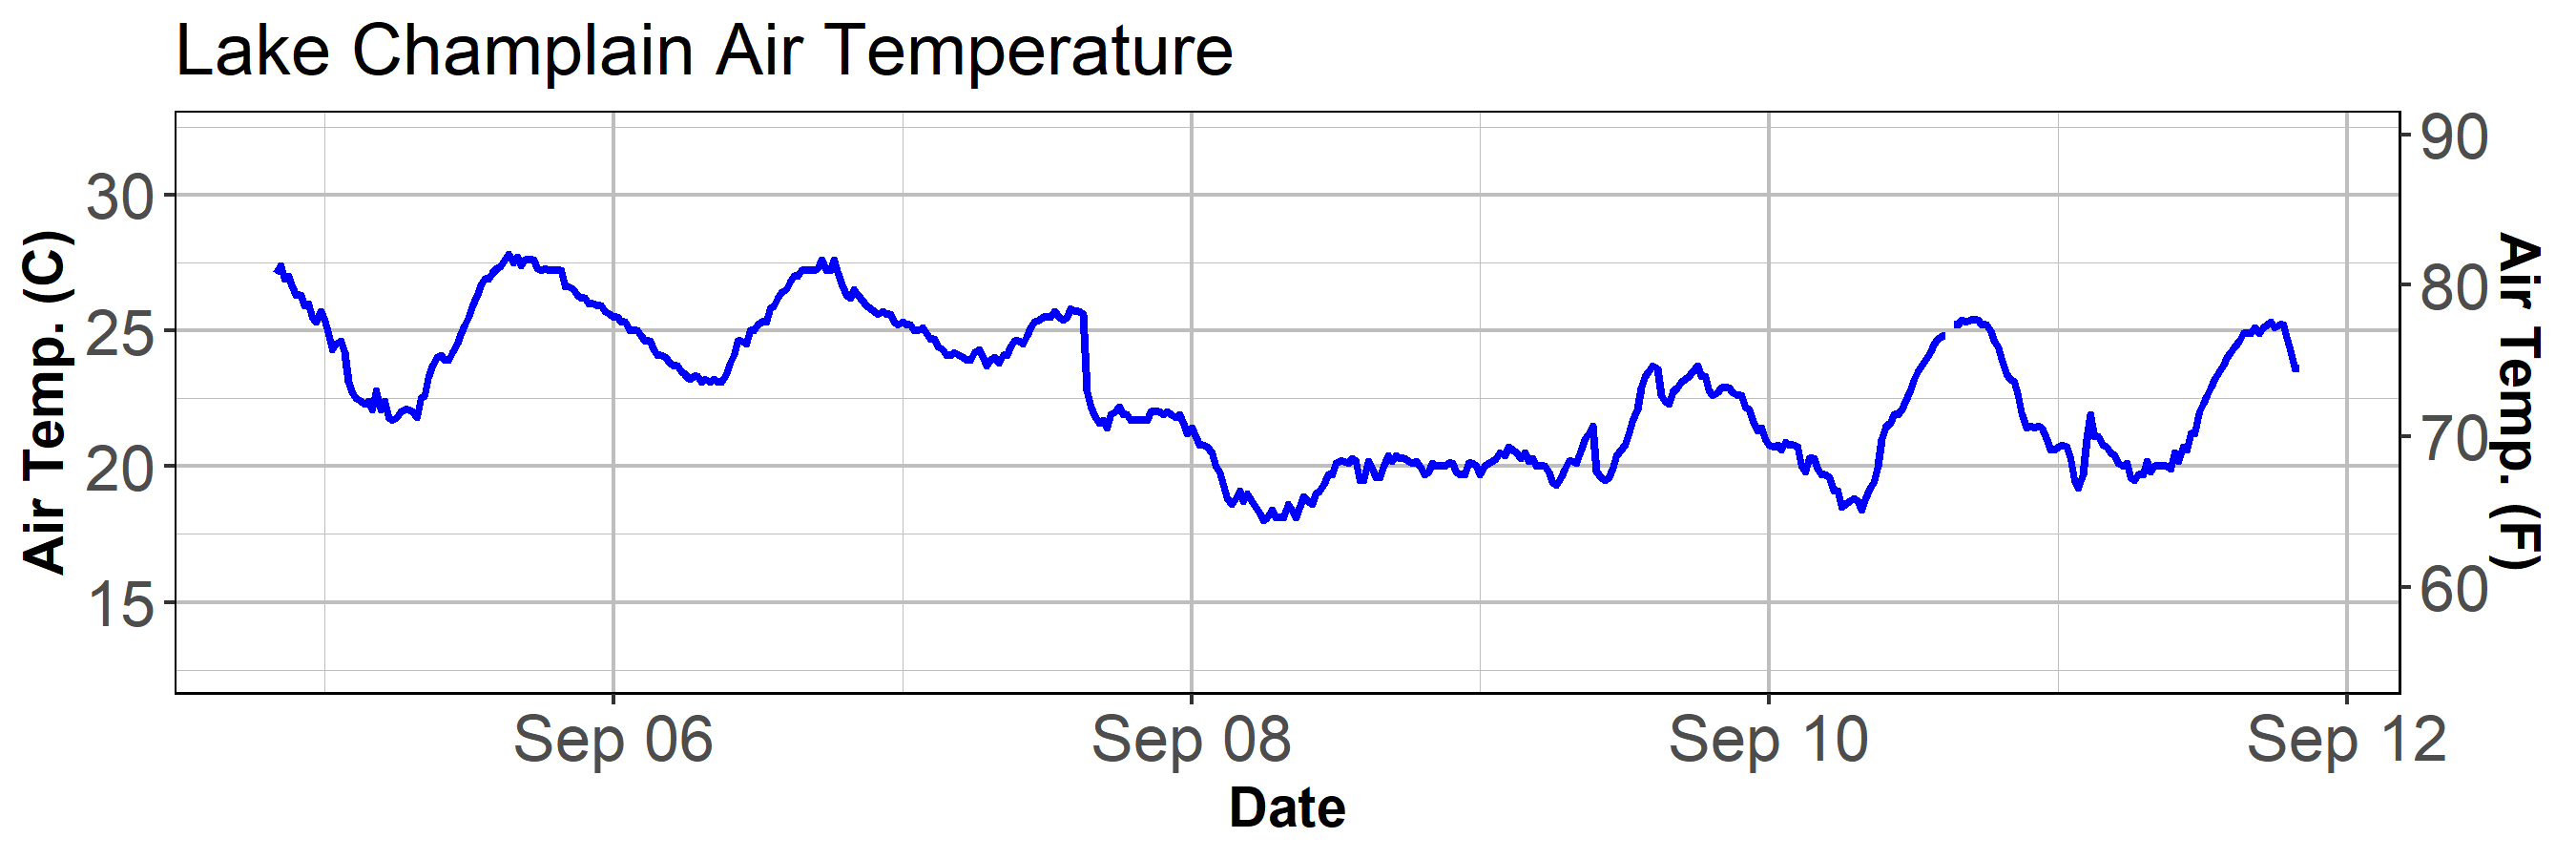 Lake Champlain Air Temperature
Air Temp. (C)
30
25
20
15
90
80
70
60
Air Temp. (F)
Sep 06 Sep 08 Sep 10 Sep 12
Date